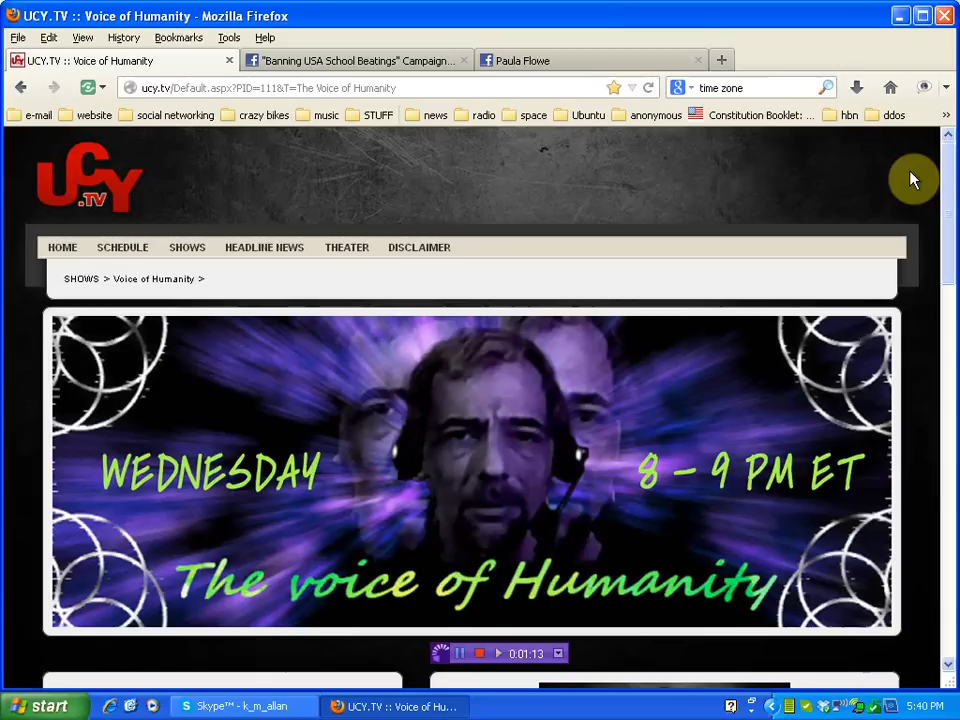 UCY.TV :: Voice of Humanity - Mozilla Firefox
File Edit View History Bookmarks Tools Help
UCY.TV :: Voice of Humanity
"Banning USA School Beatings" Campaign...
Paula Flowe
ucy.tv/Default.aspx?PID=111&T=The Voice of Humanity
time zone
e-mail website social networking crazy bikes music STUFF news radio space Ubuntu anonymous Constitution Booklet: ... hbn ddos
UCY
.TV
HOME SCHEDULE SHOWS HEADLINE NEWS THEATER DISCLAIMER
SHOWS > Voice of Humanity >
WEDNESDAY 8 - 9 PM ET
The voice of Humanity
0:01:13
start
Skype™ - k_m_allan
UCY.TV :: Voice of Hu...
5:40 PM